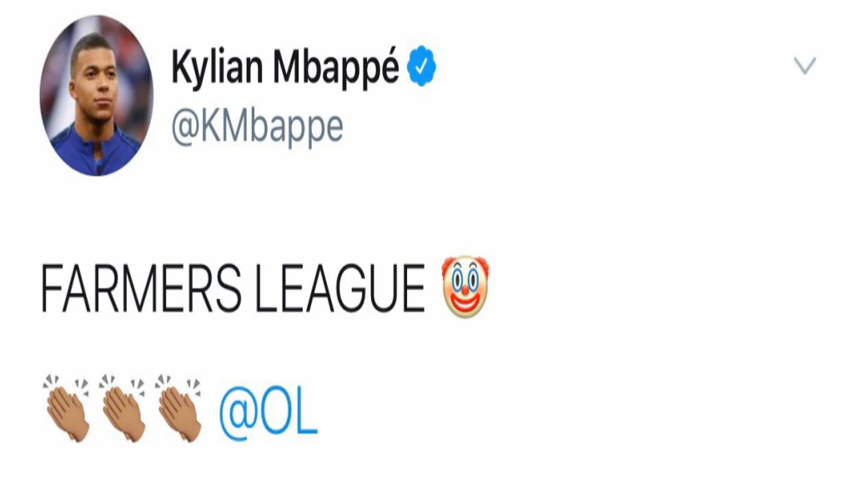 Kylian Mbappé
@KMbappe
FARMERS LEAGUE 🤡
👏🏽👏🏽👏🏽 @OL